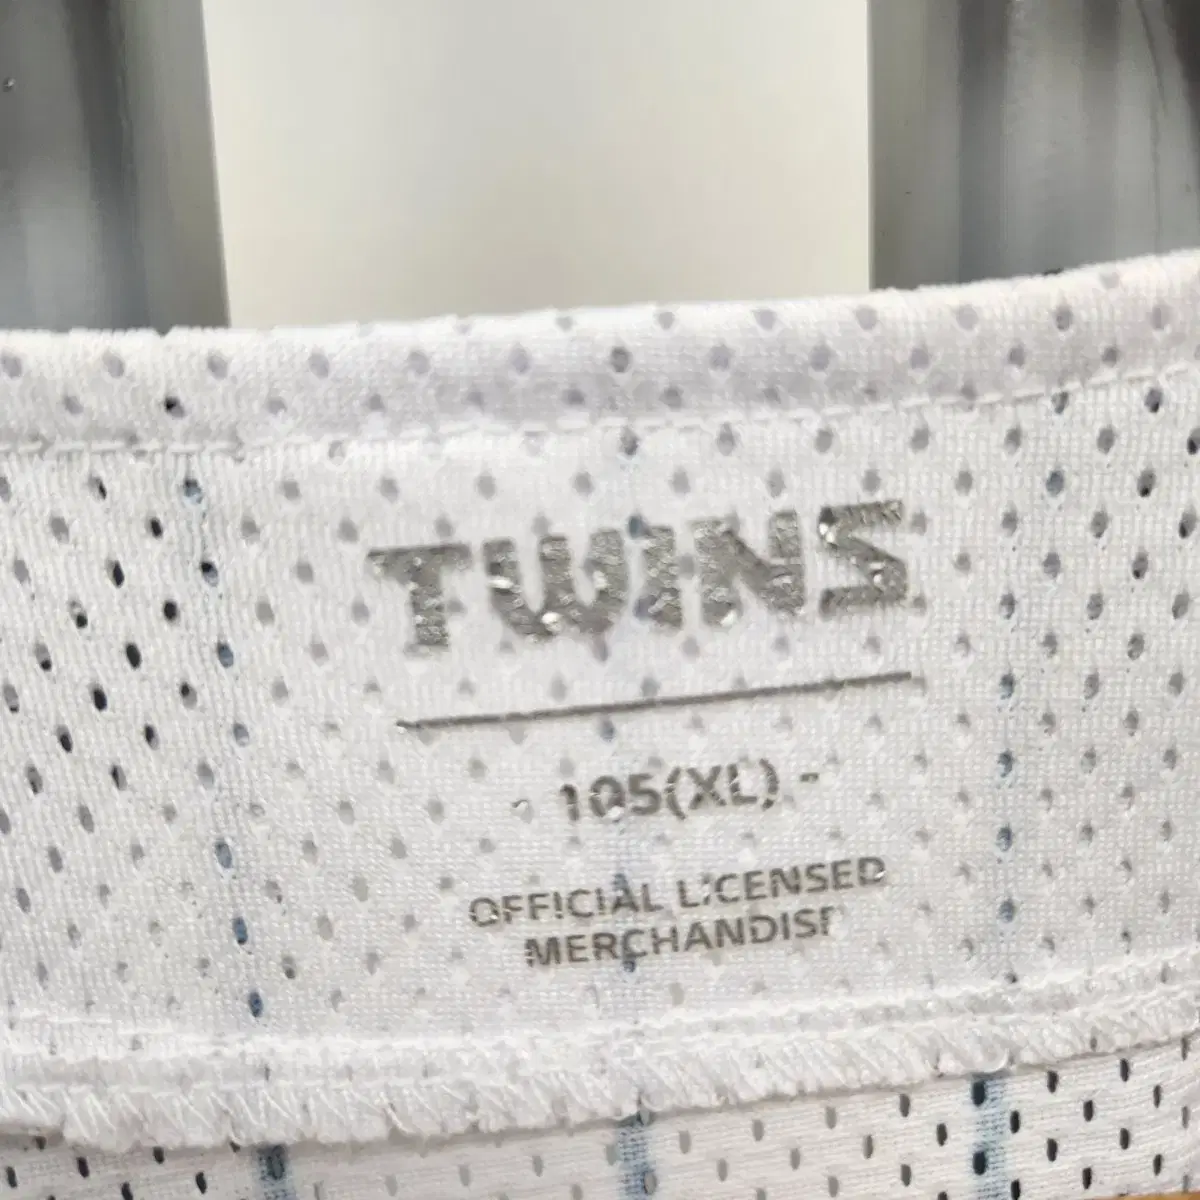 TWINS
- 105(XL) -
OFFICIAL LICENSED
MERCHANDISE